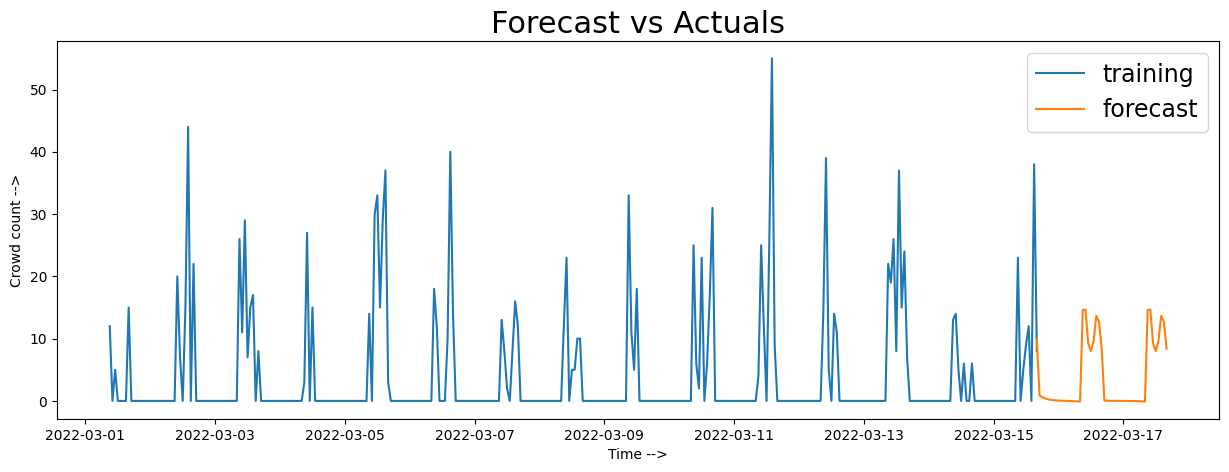 Forecast vs Actuals
training
forecast
Crowd count -->
50
40
30
20
10
0
2022-03-01 2022-03-03 2022-03-05 2022-03-07 2022-03-09 2022-03-11 2022-03-13 2022-03-15 2022-03-17
Time -->